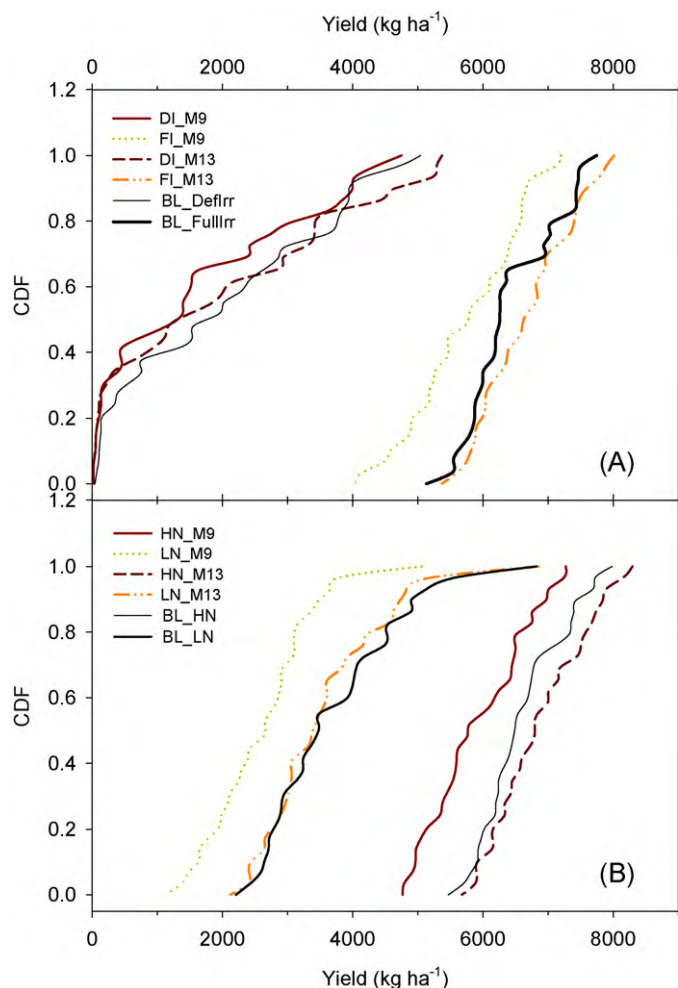 Yield (kg ha⁻¹)
0 2000 4000 6000 8000
1.2
1.0
0.8
0.6
0.4
0.2
0.0
CDF
DI_M9
FI_M9
DI_M13
FI_M13
BL_DefIrr
BL_FullIrr
(A)
1.2
1.0
0.8
0.6
0.4
0.2
0.0
CDF
HN_M9
LN_M9
HN_M13
LN_M13
BL_HN
BL_LN
(B)
0 2000 4000 6000 8000
Yield (kg ha⁻¹)